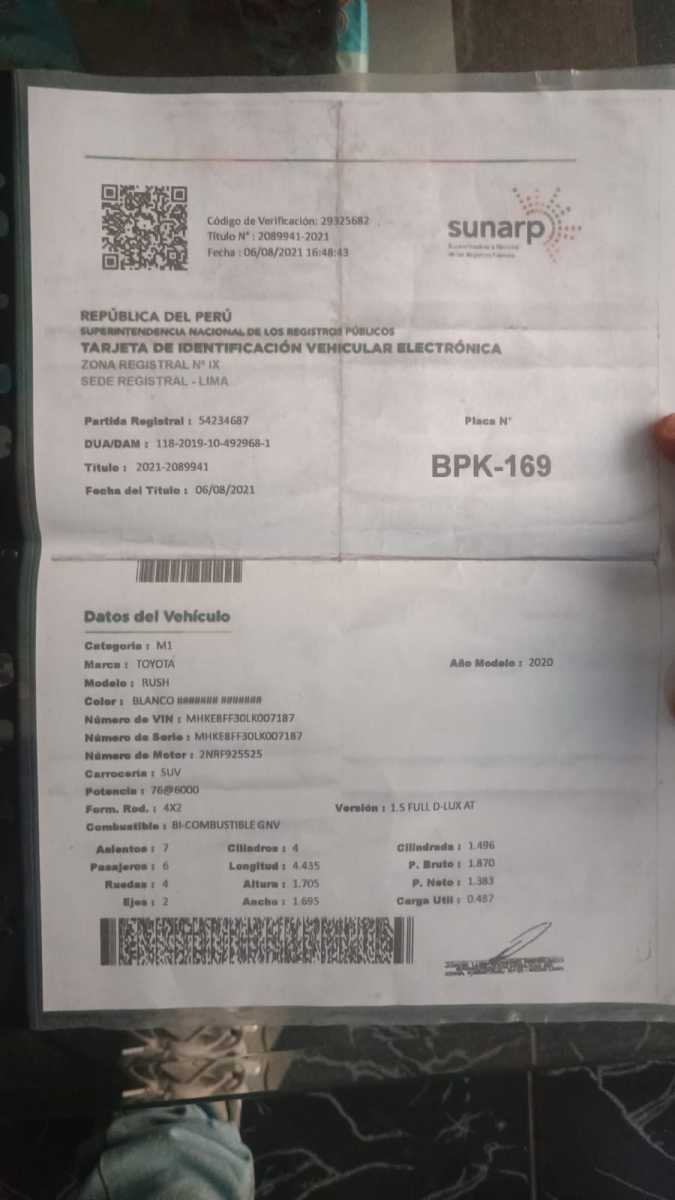 Código de Verificación: 29325682
Título N° : 2089941-2021
Fecha : 06/08/2021 16:48:43
sunarp
Superintendencia Nacional
de los Registros Públicos
REPÚBLICA DEL PERÚ
SUPERINTENDENCIA NACIONAL DE LOS REGISTROS PÚBLICOS
TARJETA DE IDENTIFICACIÓN VEHICULAR ELECTRÓNICA
ZONA REGISTRAL N° IX
SEDE REGISTRAL - LIMA
Partida Registral : 54234687
Placa N°
DUA/DAM : 118-2019-10-492968-1
BPK-169
Título : 2021-2089941
Fecha del Título : 06/08/2021
Datos del Vehículo
Categoría : M1
Marca : TOYOTA
Año Modelo : 2020
Modelo : RUSH
Color : BLANCO ####### #######
Número de VIN : MHKE8FF30LK007187
Número de Serie : MHKE8FF30LK007187
Número de Motor : 2NRF925525
Carrocería : SUV
Potencia : 76@6000
Form. Rod. : 4X2 Versión : 1.5 FULL D-LUX AT
Combustible : BI-COMBUSTIBLE GNV
Asientos : 7 Cilindros : 4 Cilindrada : 1.496
Pasajeros : 6 Longitud : 4.435 P. Bruto : 1.870
Ruedas : 4 Altura : 1.705 P. Neto : 1.383
Ejes : 2 Ancho : 1.695 Carga Util : 0.487